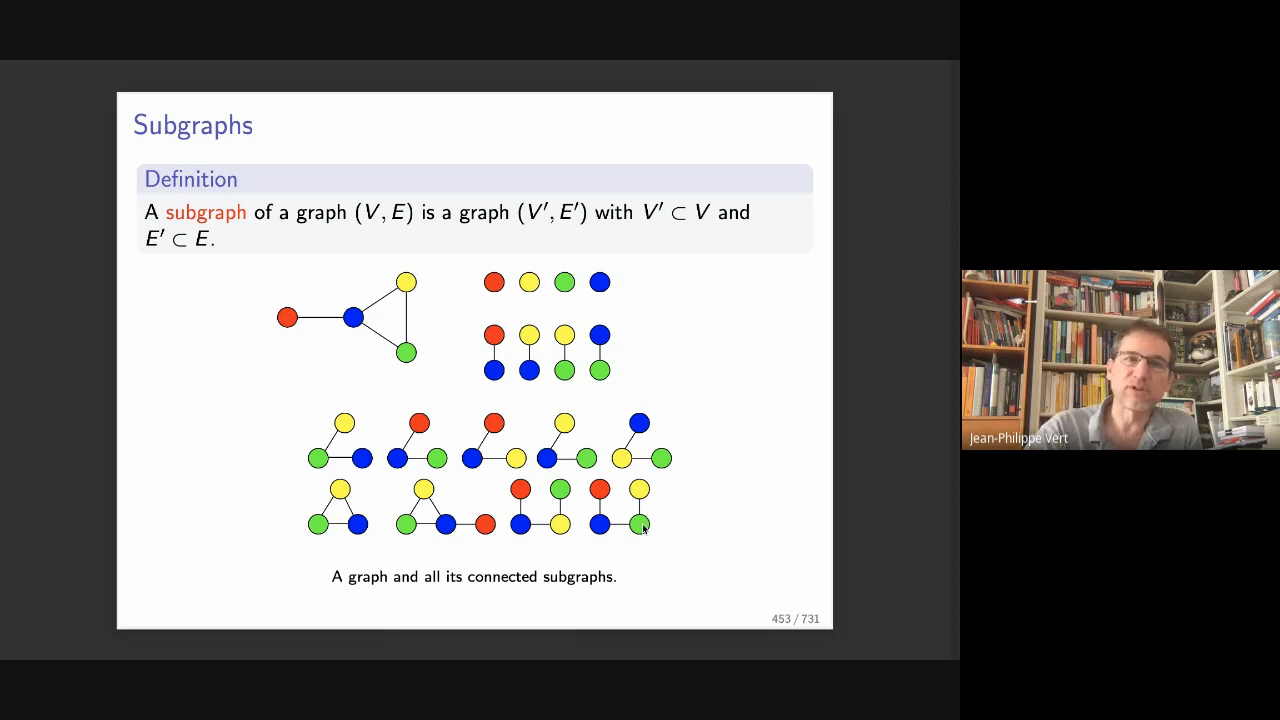 Subgraphs
Definition
A subgraph of a graph (V, E) is a graph (V′, E′) with V′ ⊂ V and
E′ ⊂ E.
A graph and all its connected subgraphs.
453 / 731
Jean-Philippe Vert